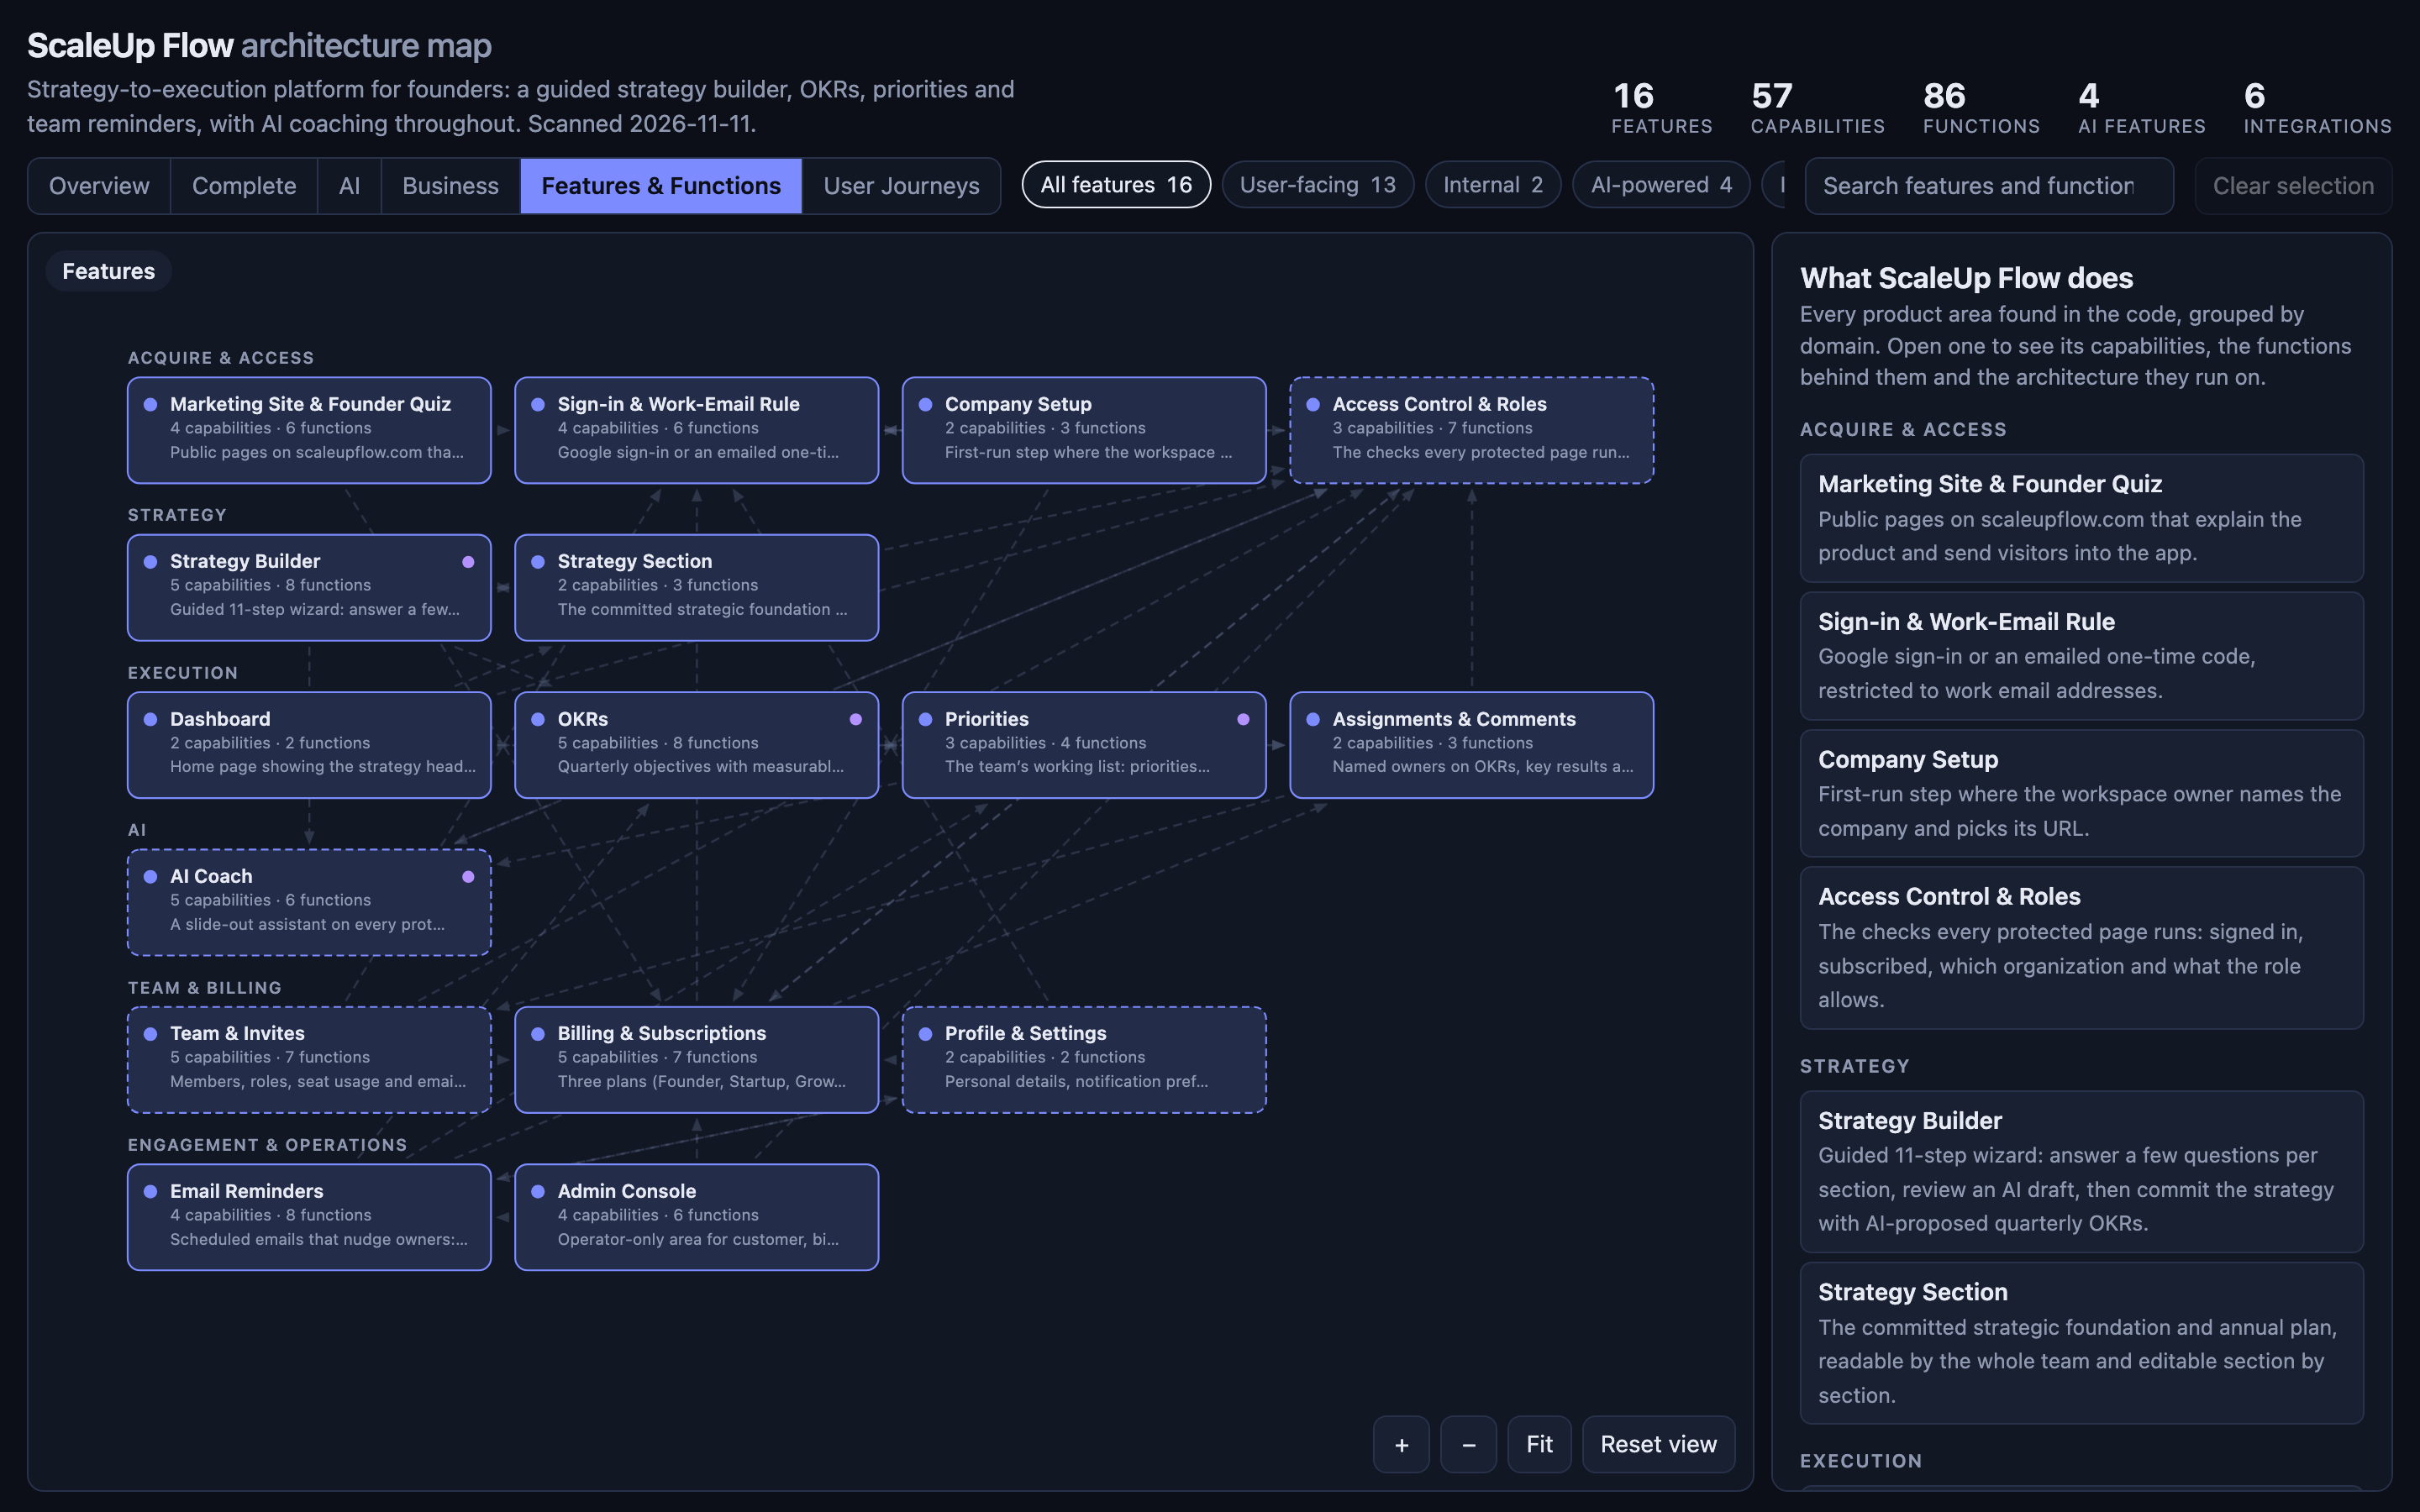 ScaleUp Flow architecture map
Strategy-to-execution platform for founders: a guided strategy builder, OKRs, priorities and
team reminders, with AI coaching throughout. Scanned 2026-11-11.
16
FEATURES
57
CAPABILITIES
86
FUNCTIONS
4
AI FEATURES
6
INTEGRATIONS
Overview
Complete
AI
Business
Features & Functions
User Journeys
All features 16
User-facing 13
Internal 2
AI-powered 4
Search features and function
Clear selection
Features
ACQUIRE & ACCESS
Marketing Site & Founder Quiz
4 capabilities · 6 functions
Public pages on scaleupflow.com tha...
Sign-in & Work-Email Rule
4 capabilities · 6 functions
Google sign-in or an emailed one-ti...
Company Setup
2 capabilities · 3 functions
First-run step where the workspace ...
Access Control & Roles
3 capabilities · 7 functions
The checks every protected page run...
STRATEGY
Strategy Builder
5 capabilities · 8 functions
Guided 11-step wizard: answer a few...
Strategy Section
2 capabilities · 3 functions
The committed strategic foundation ...
EXECUTION
Dashboard
2 capabilities · 2 functions
Home page showing the strategy head...
OKRs
5 capabilities · 8 functions
Quarterly objectives with measurabl...
Priorities
3 capabilities · 4 functions
The team's working list: priorities...
Assignments & Comments
2 capabilities · 3 functions
Named owners on OKRs, key results a...
AI
AI Coach
5 capabilities · 6 functions
A slide-out assistant on every prot...
TEAM & BILLING
Team & Invites
5 capabilities · 7 functions
Members, roles, seat usage and emai...
Billing & Subscriptions
5 capabilities · 7 functions
Three plans (Founder, Startup, Grow...
Profile & Settings
2 capabilities · 2 functions
Personal details, notification pref...
ENGAGEMENT & OPERATIONS
Email Reminders
4 capabilities · 8 functions
Scheduled emails that nudge owners:...
Admin Console
4 capabilities · 6 functions
Operator-only area for customer, bi...
+
−
Fit
Reset view
What ScaleUp Flow does
Every product area found in the code, grouped by
domain. Open one to see its capabilities, the functions
behind them and the architecture they run on.
ACQUIRE & ACCESS
Marketing Site & Founder Quiz
Public pages on scaleupflow.com that explain the
product and send visitors into the app.
Sign-in & Work-Email Rule
Google sign-in or an emailed one-time code,
restricted to work email addresses.
Company Setup
First-run step where the workspace owner names the
company and picks its URL.
Access Control & Roles
The checks every protected page runs: signed in,
subscribed, which organization and what the role
allows.
STRATEGY
Strategy Builder
Guided 11-step wizard: answer a few questions per
section, review an AI draft, then commit the strategy
with AI-proposed quarterly OKRs.
Strategy Section
The committed strategic foundation and annual plan,
readable by the whole team and editable section by
section.
EXECUTION